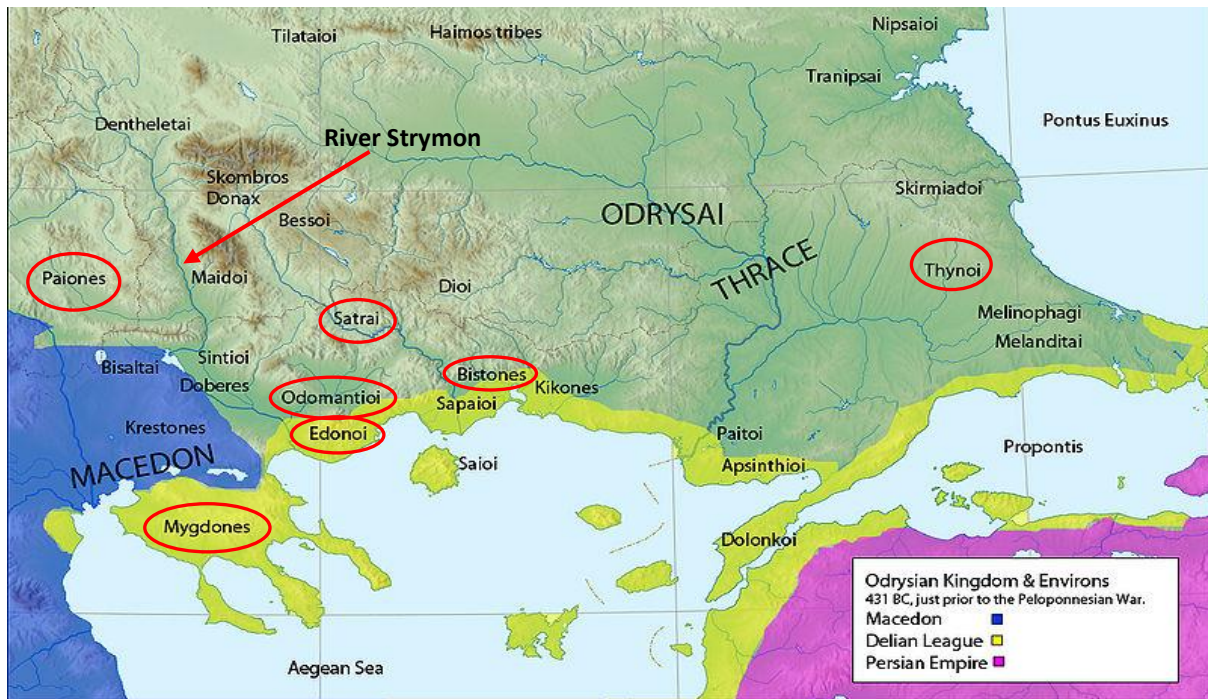 Nipsaioi
Tilataioi
Haimos tribes
Tranipsai
Dentheletai
Pontus Euxinus
River Strymon
Skombros
Donax
Skirmiadoi
Bessoi
ODRYSAI
Paiones
Maidoi
Dioi
THRACE
Thynoi
Satrai
Melinophagi
Melanditai
Bisaltai
Sintioi
Doberes
Bistones
Kikones
Odomantioi
Sapaioi
Krestones
Edonoi
Paitoi
Propontis
MACEDON
Saioi
Apsinthioi
Mygdones
Dolonkoi
Odrysian Kingdom & Environs
431 BC, just prior to the Peloponnesian War.
Macedon
Delian League
Persian Empire
Aegean Sea